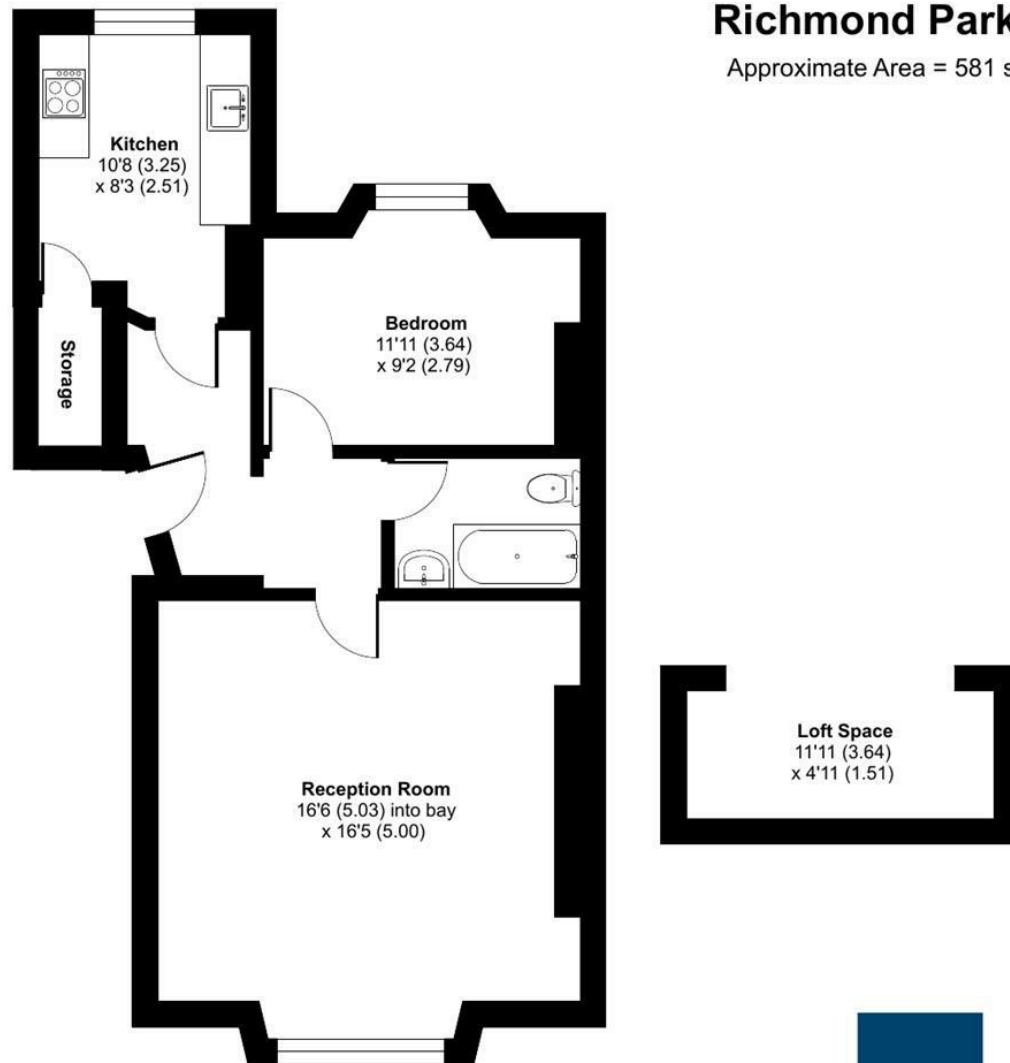 Richmond Park
Approximate Area = 581 s
Kitchen
10'8 (3.25)
x 8'3 (2.51)
Bedroom
11'11 (3.64)
x 9'2 (2.79)
Storage
Reception Room
16'6 (5.03) into bay
x 16'5 (5.00)
Loft Space
11'11 (3.64)
x 4'11 (1.51)